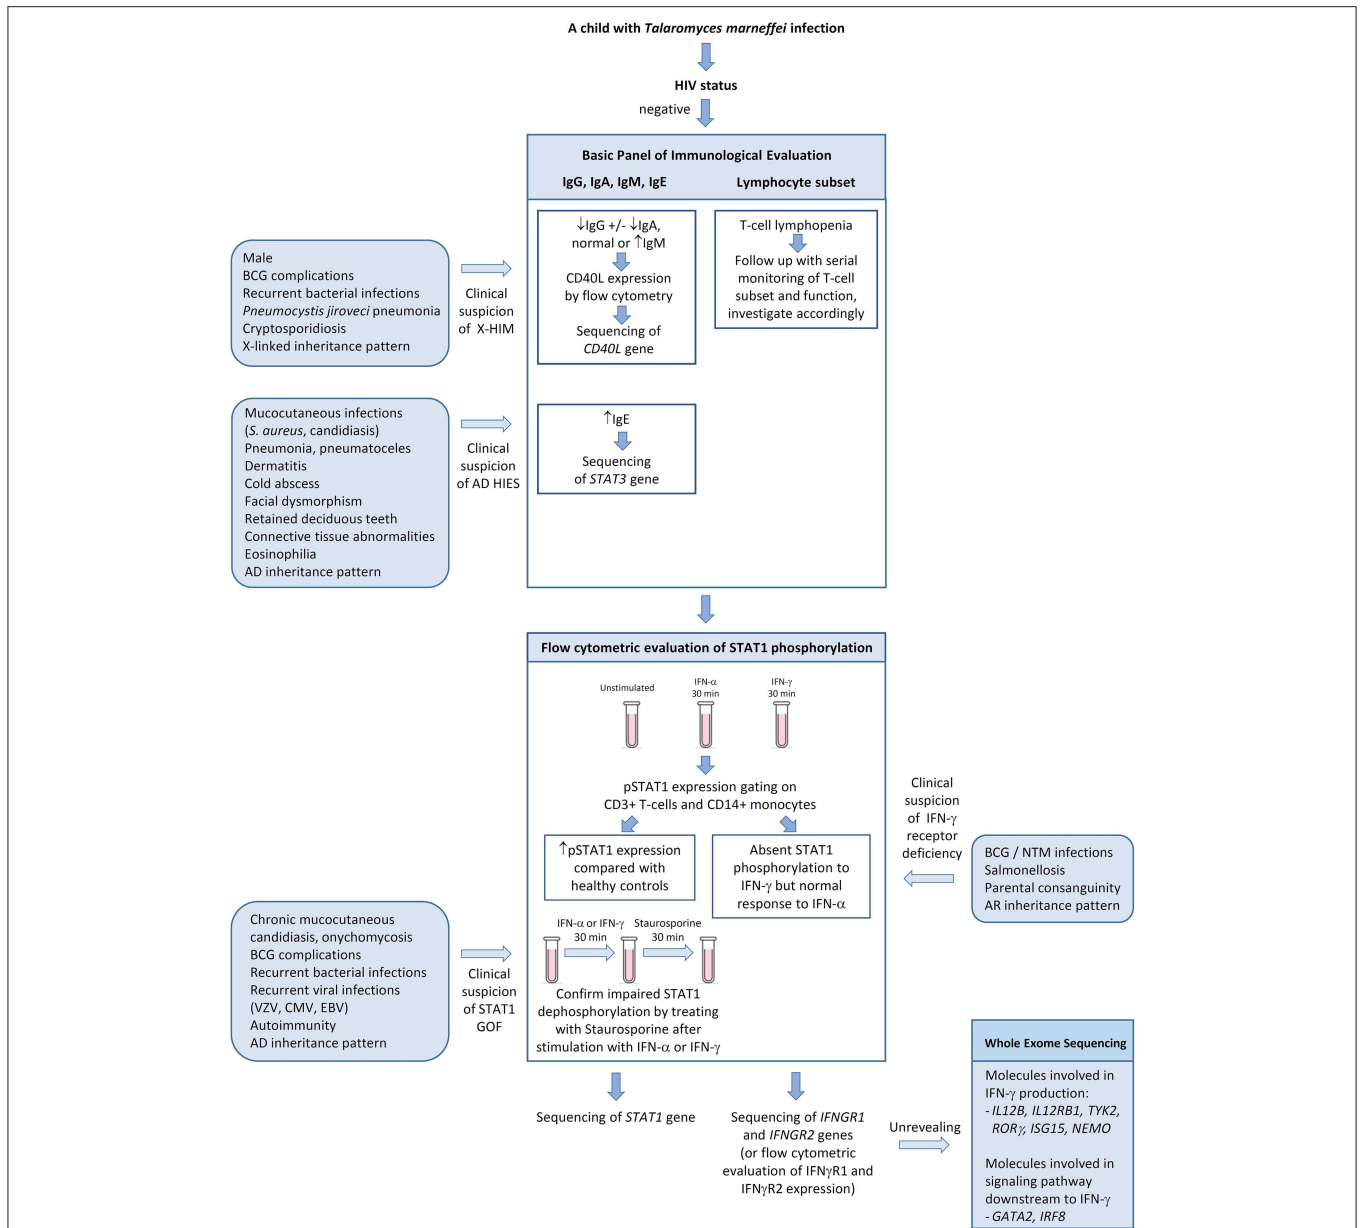 A child with Talaromyces marneffei infection
HIV status
negative
Basic Panel of Immunological Evaluation
IgG, IgA, IgM, IgE
Lymphocyte subset
Male
BCG complications
Recurrent bacterial infections
Pneumocystis jiroveci pneumonia
Cryptosporidiosis
X-linked inheritance pattern
Clinical
suspicion
of X-HIM
↓IgG +/- ↓IgA,
normal or ↑IgM
CD40L expression
by flow cytometry
Sequencing of
CD40L gene
T-cell lymphopenia
Follow up with serial
monitoring of T-cell
subset and function,
investigate accordingly
Mucocutaneous infections
(S. aureus, candidiasis)
Pneumonia, pneumatoceles
Dermatitis
Cold abscess
Facial dysmorphism
Retained deciduous teeth
Connective tissue abnormalities
Eosinophilia
AD inheritance pattern
Clinical
suspicion
of AD HIES
↑IgE
Sequencing
of STAT3 gene
Flow cytometric evaluation of STAT1 phosphorylation
Unstimulated
IFN-α
30 min
IFN-γ
30 min
pSTAT1 expression gating on
CD3+ T-cells and CD14+ monocytes
↑pSTAT1 expression
compared with
healthy controls
Absent STAT1
phosphorylation to
IFN-γ but normal
response to IFN-α
Clinical
suspicion
of IFN-γ
receptor
deficiency
BCG / NTM infections
Salmonellosis
Parental consanguinity
AR inheritance pattern
Chronic mucocutaneous
candidiasis, onychomycosis
BCG complications
Recurrent bacterial infections
Recurrent viral infections
(VZV, CMV, EBV)
Autoimmunity
AD inheritance pattern
Clinical
suspicion
of STAT1
GOF
IFN-α or IFN-γ
30 min
Staurosporine
30 min
Confirm impaired STAT1
dephosphorylation by treating
with Staurosporine after
stimulation with IFN-α or IFN-γ
Sequencing of STAT1 gene
Sequencing of IFNGR1
and IFNGR2 genes
(or flow cytometric
evaluation of IFNγR1 and
IFNγR2 expression)
Unrevealing
Whole Exome Sequencing
Molecules involved in
IFN-γ production:
- IL12B, IL12RB1, TYK2,
RORγ, ISG15, NEMO
Molecules involved in
signaling pathway
downstream to IFN-γ
- GATA2, IRF8